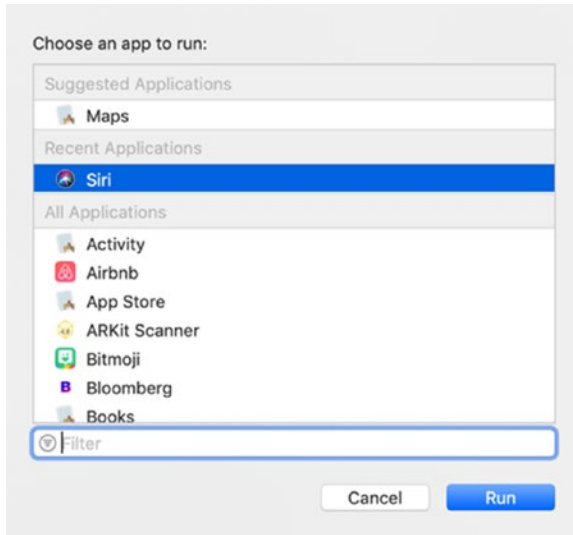 Choose an app to run:
Suggested Applications
Maps
Recent Applications
Siri
All Applications
Activity
Airbnb
App Store
ARKit Scanner
Bitmoji
B Bloomberg
Books
Filter
Cancel Run